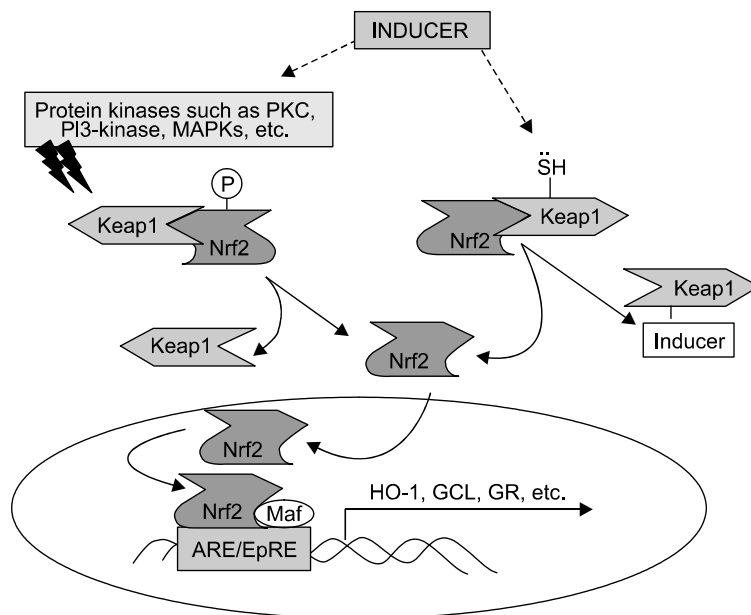 INDUCER
Protein kinases such as PKC,
PI3-kinase, MAPKs, etc.
P
S̈H
Keap1
Nrf2
Keap1
Nrf2
Keap1
Inducer
Keap1
Nrf2
Nrf2
Nrf2
Maf
HO-1, GCL, GR, etc.
ARE/EpRE